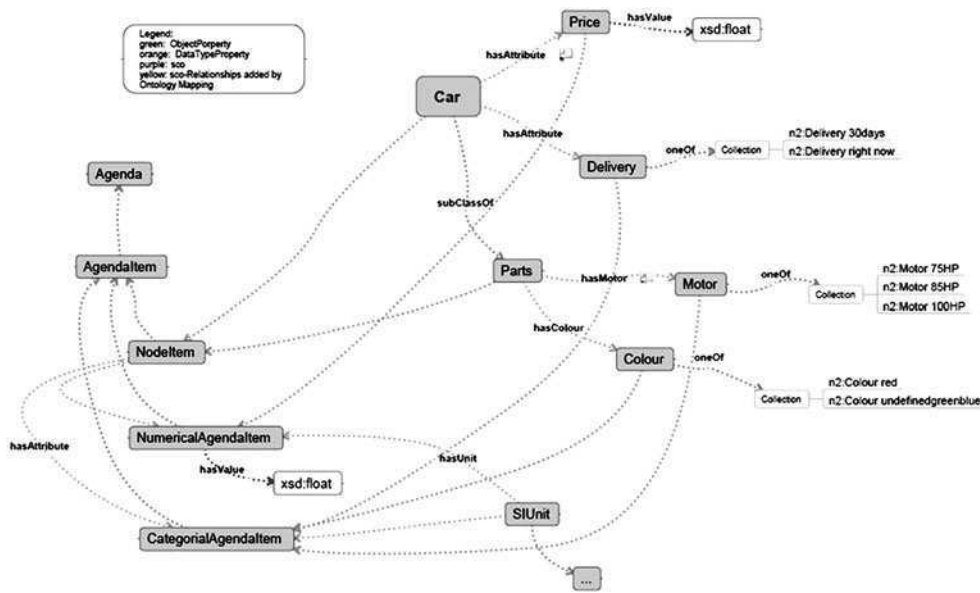 Legend:
green: ObjectPorperty
orange: DataTypeProperty
purple: sco
yellow: sco-Relationships added by
Ontology Mapping
Price
hasValue
xsd:float
hasAttribute
Car
hasAttribute
n2:Delivery 30days
oneOf
Collection
n2:Delivery right now
Agenda
Delivery
subClassOf
AgendaItem
Parts
hasMotor
Motor
oneOf
n2:Motor 75HP
Collection
n2:Motor 85HP
n2:Motor 100HP
hasColour
NodeItem
Colour
oneOf
n2:Colour red
Collection
n2:Colour undefinedgreenblue
hasAttribute
NumericalAgendaItem
hasUnit
hasValue
xsd:float
SIUnit
CategorialAgendaItem
...